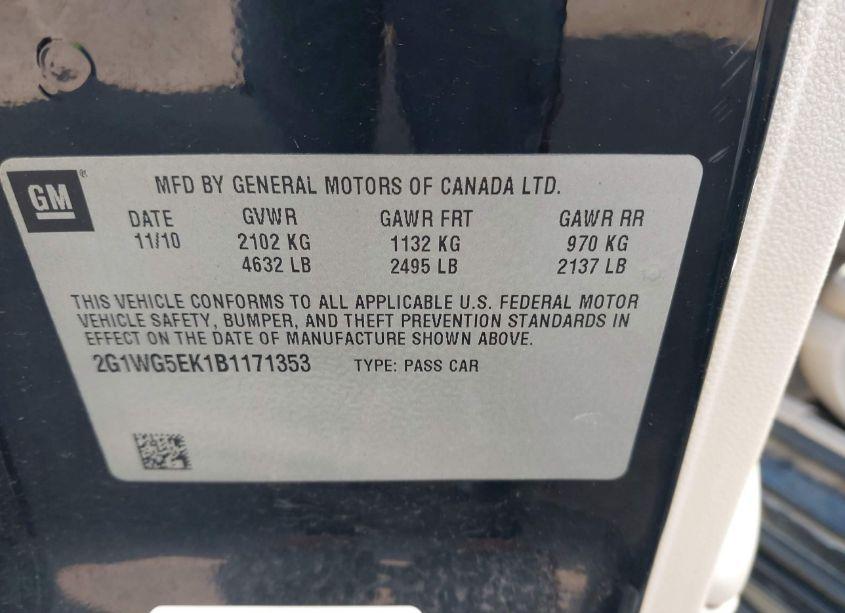 GM®
MFD BY GENERAL MOTORS OF CANADA LTD.
DATE GVWR GAWR FRT GAWR RR
11/10 2102 KG 1132 KG 970 KG
4632 LB 2495 LB 2137 LB
THIS VEHICLE CONFORMS TO ALL APPLICABLE U.S. FEDERAL MOTOR
VEHICLE SAFETY, BUMPER, AND THEFT PREVENTION STANDARDS IN
EFFECT ON THE DATE OF MANUFACTURE SHOWN ABOVE.
2G1WG5EK1B1171353 TYPE: PASS CAR